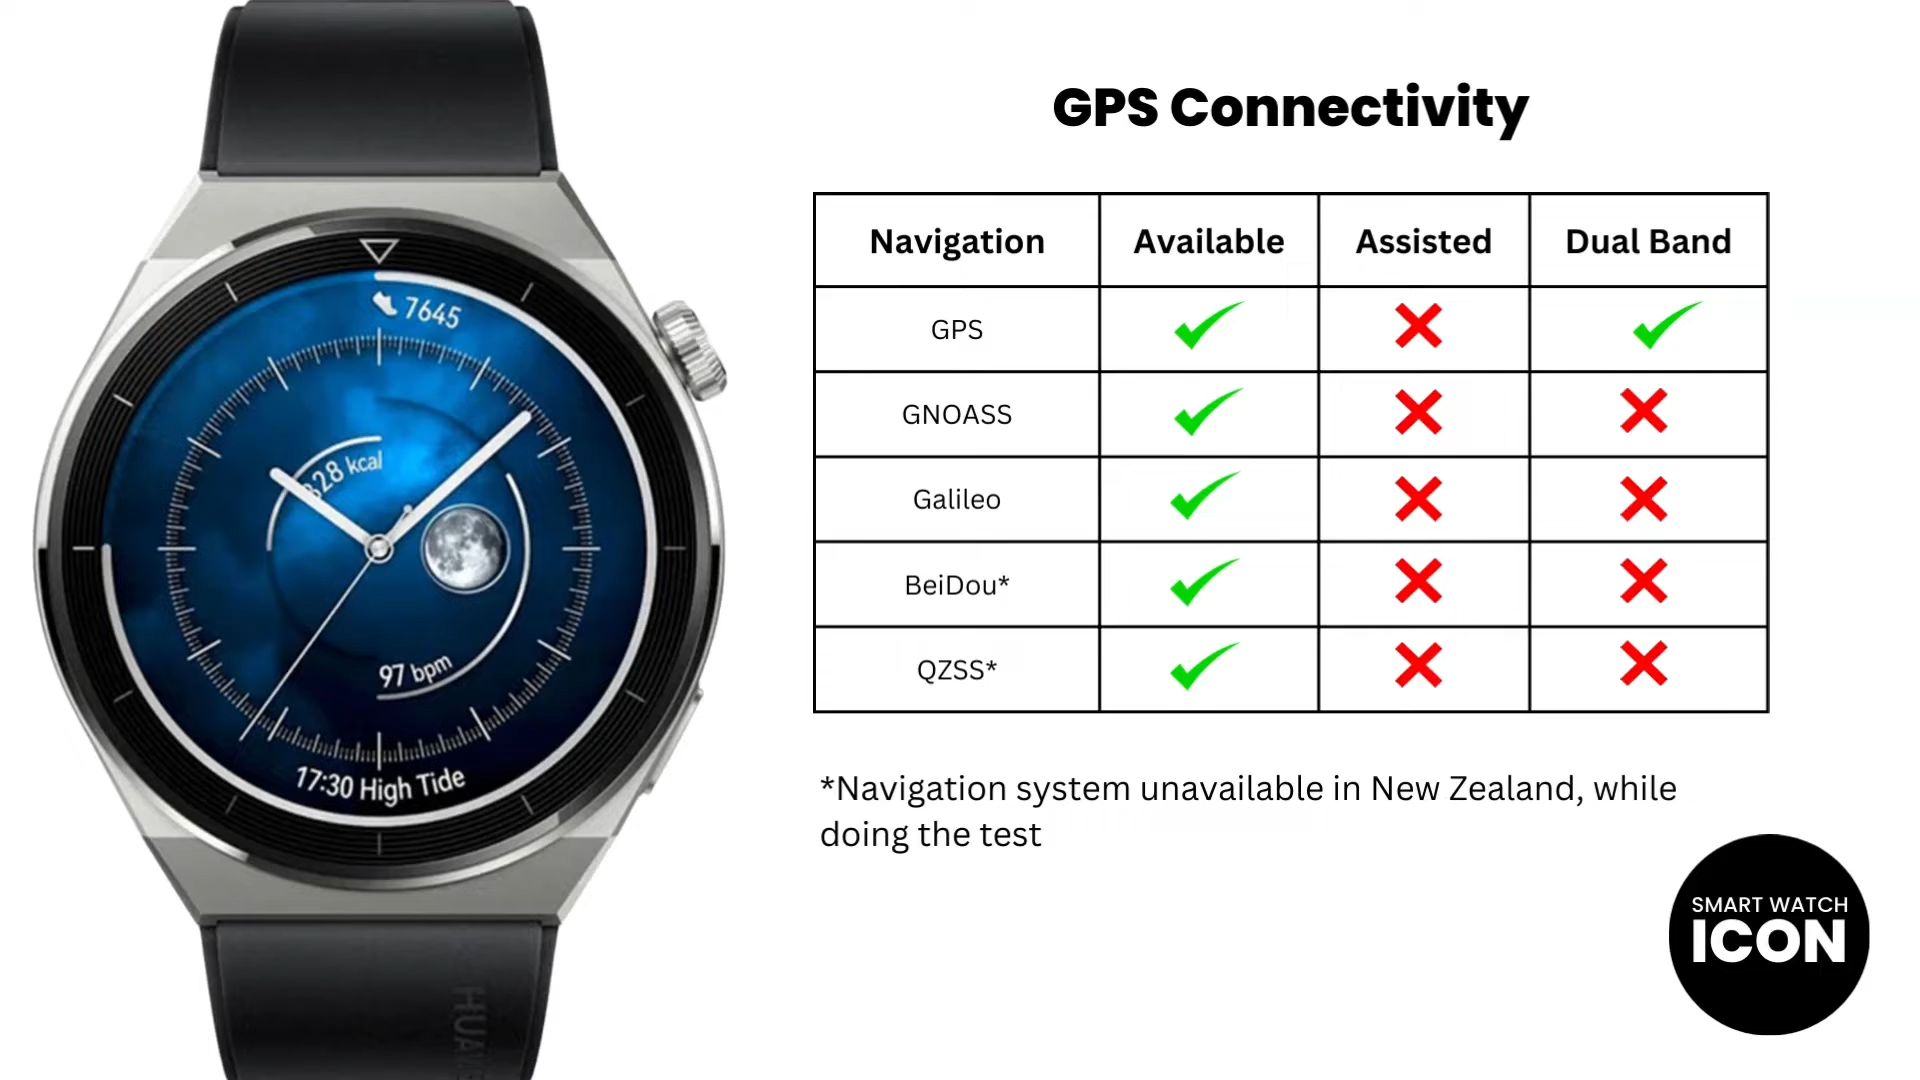 7645
kcal
97 bpm
17:30 High Tide
GPS Connectivity
Navigation Available Assisted Dual Band
GPS
GNOASS
Galileo
BeiDou*
QZSS*
*Navigation system unavailable in New Zealand, while
doing the test
SMART WATCH
ICON